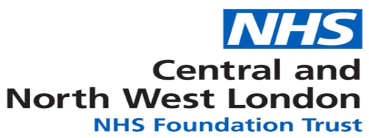 NHS
Central and
North West London
NHS Foundation Trust